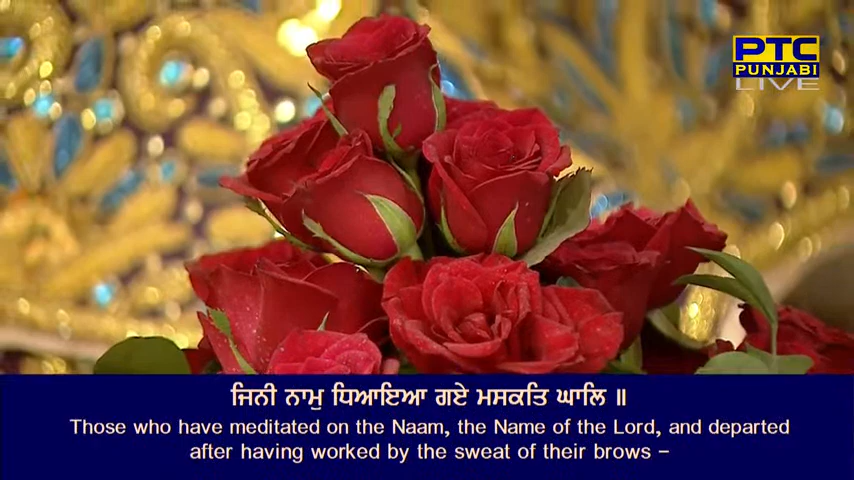 PTC
PUNJABI
LIVE
ਜਿਨੀ ਨਾਮੁ ਧਿਆਇਆ ਗਏ ਮਸਕਤਿ ਘਾਲਿ ॥
Those who have meditated on the Naam, the Name of the Lord, and departed
after having worked by the sweat of their brows –